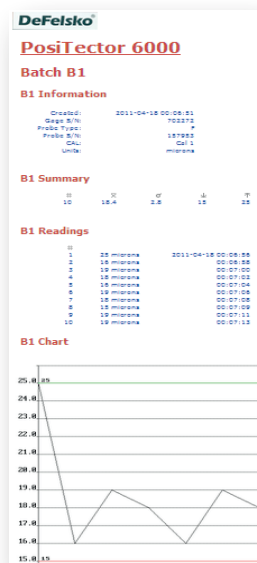 DeFelsko®
PosiTector 6000
Batch B1
B1 Information
Created: 2011-04-18 00:06:51
Gage S/N: 702272
Probe Type: F
Probe S/N: 157953
CAL: Cal 1
Units: microns
B1 Summary
¤ x̄ σ ↓ ↑
10 18.4 2.8 15 25
B1 Readings
¤
1 25 microns 2011-04-18 00:06:56
2 16 microns 00:06:58
3 19 microns 00:07:00
4 18 microns 00:07:02
5 16 microns 00:07:04
6 19 microns 00:07:06
7 18 microns 00:07:08
8 15 microns 00:07:09
9 19 microns 00:07:11
10 19 microns 00:07:13
B1 Chart
25.0 25
24.0
23.0
22.0
21.0
20.0
19.0
18.0
17.0
16.0
15.0 15